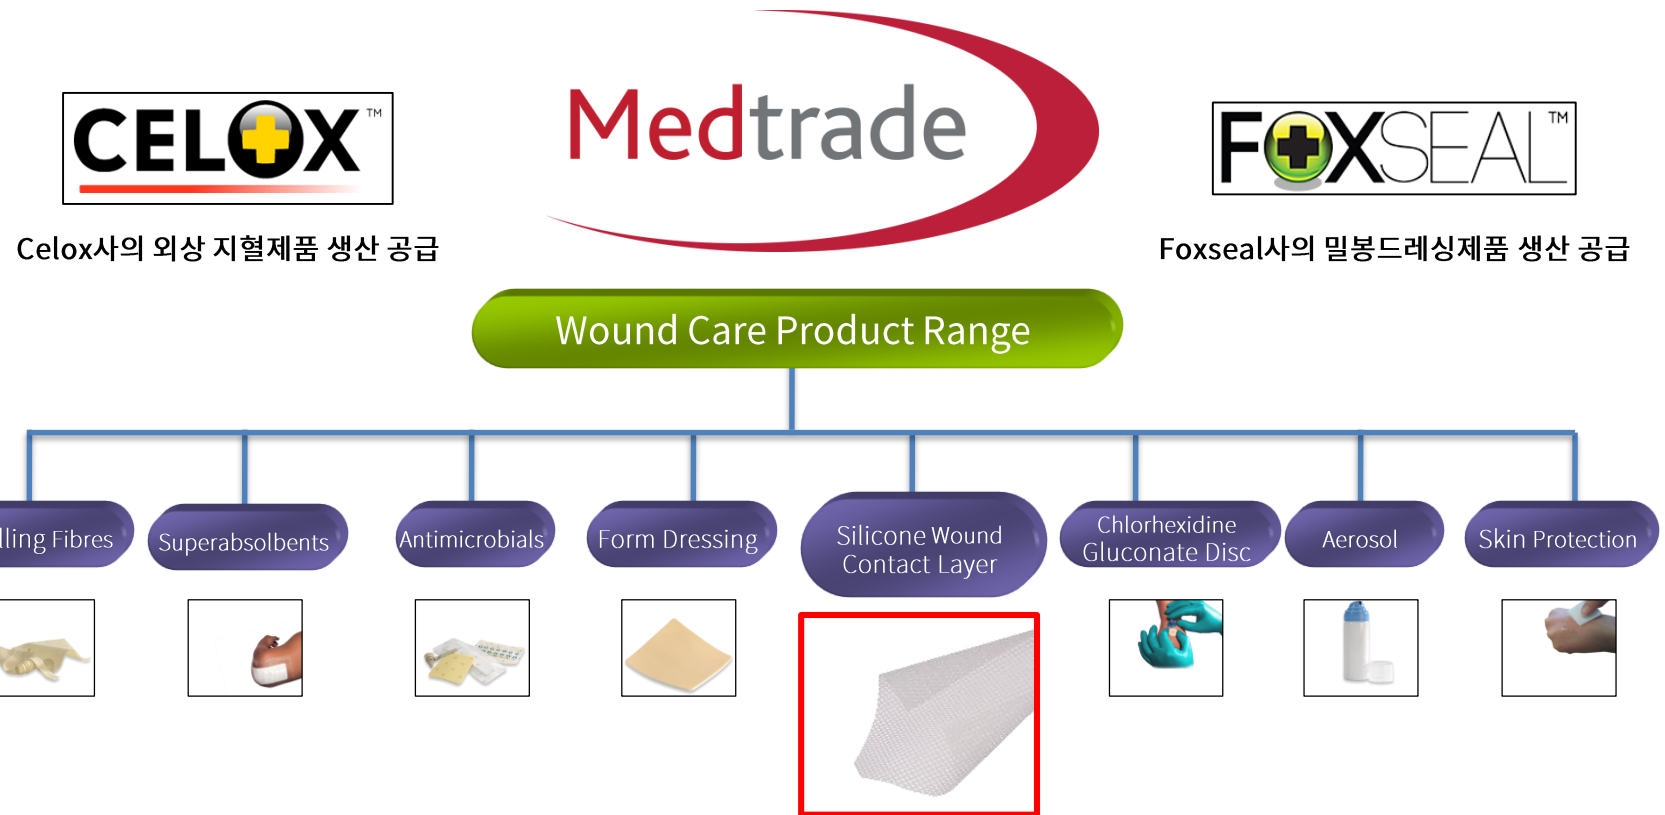 CELOX™
Medtrade
FOXSEAL™
Celox사의 외상 지혈제품 생산 공급
Foxseal사의 밀봉드레싱제품 생산 공급
Wound Care Product Range
lling Fibres
Superabsolbents
Antimicrobials
Form Dressing
Silicone Wound
Contact Layer
Chlorhexidine
Gluconate Disc
Aerosol
Skin Protection